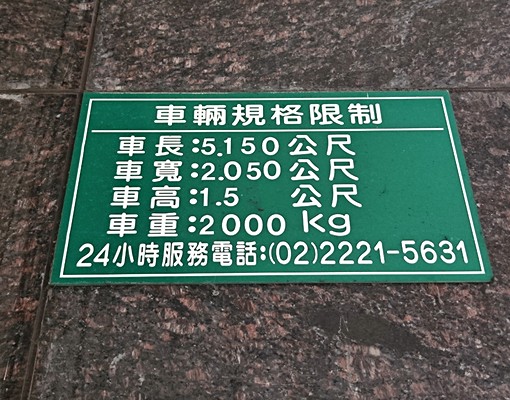 車輛規格限制
車長:5.150公尺
車寬:2.050公尺
車高:1.5 公尺
車重:2000 kg
24小時服務電話:(02)2221-5631